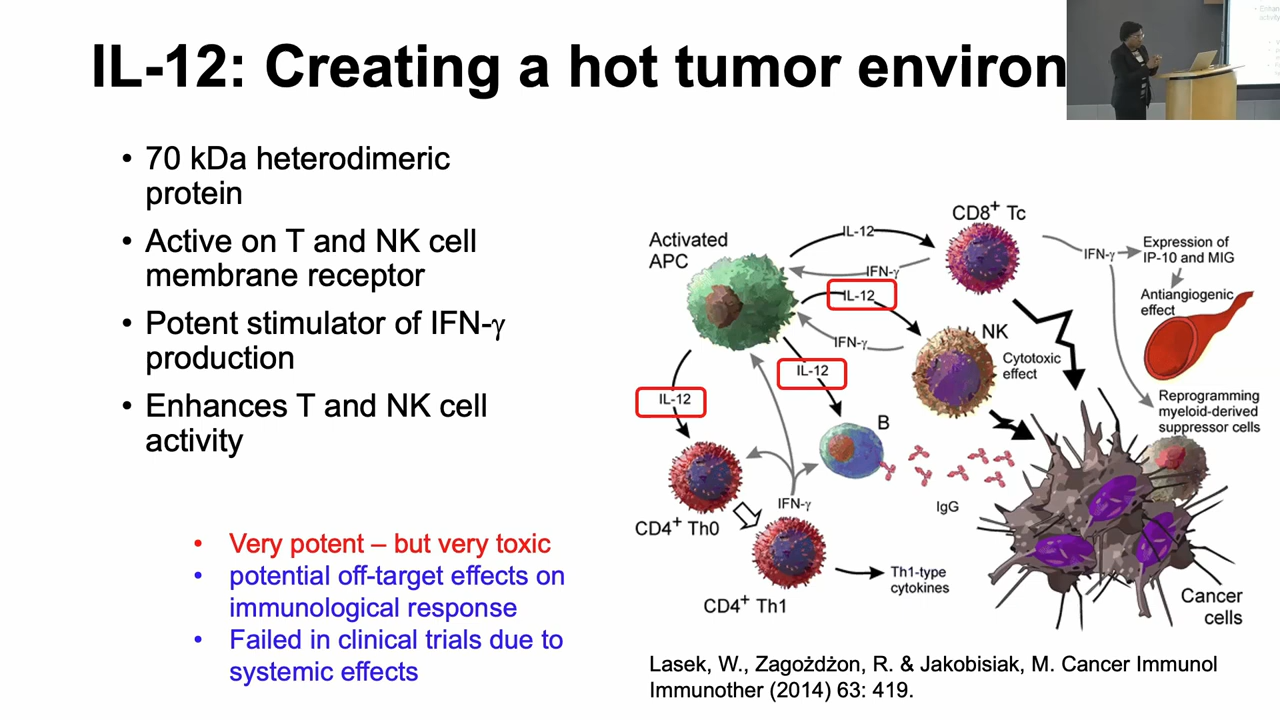 IL-12: Creating a hot tumor environ
• 70 kDa heterodimeric
protein
• Active on T and NK cell
membrane receptor
• Potent stimulator of IFN-γ
production
• Enhances T and NK cell
activity
• Very potent – but very toxic
• potential off-target effects on
immunological response
• Failed in clinical trials due to
systemic effects
Activated
APC
IL-12
IFN-γ
CD8+ Tc
IFN-γ
Expression of
IP-10 and MIG
Antiangiogenic
effect
IL-12
IFN-γ
NK
Cytotoxic
effect
IL-12
IL-12
B
Reprogramming
myeloid-derived
suppressor cells
IgG
CD4+ Th0
IFN-γ
CD4+ Th1
Th1-type
cytokines
Cancer
cells
Lasek, W., Zagożdżon, R. & Jakobisiak, M. Cancer Immunol
Immunother (2014) 63: 419.